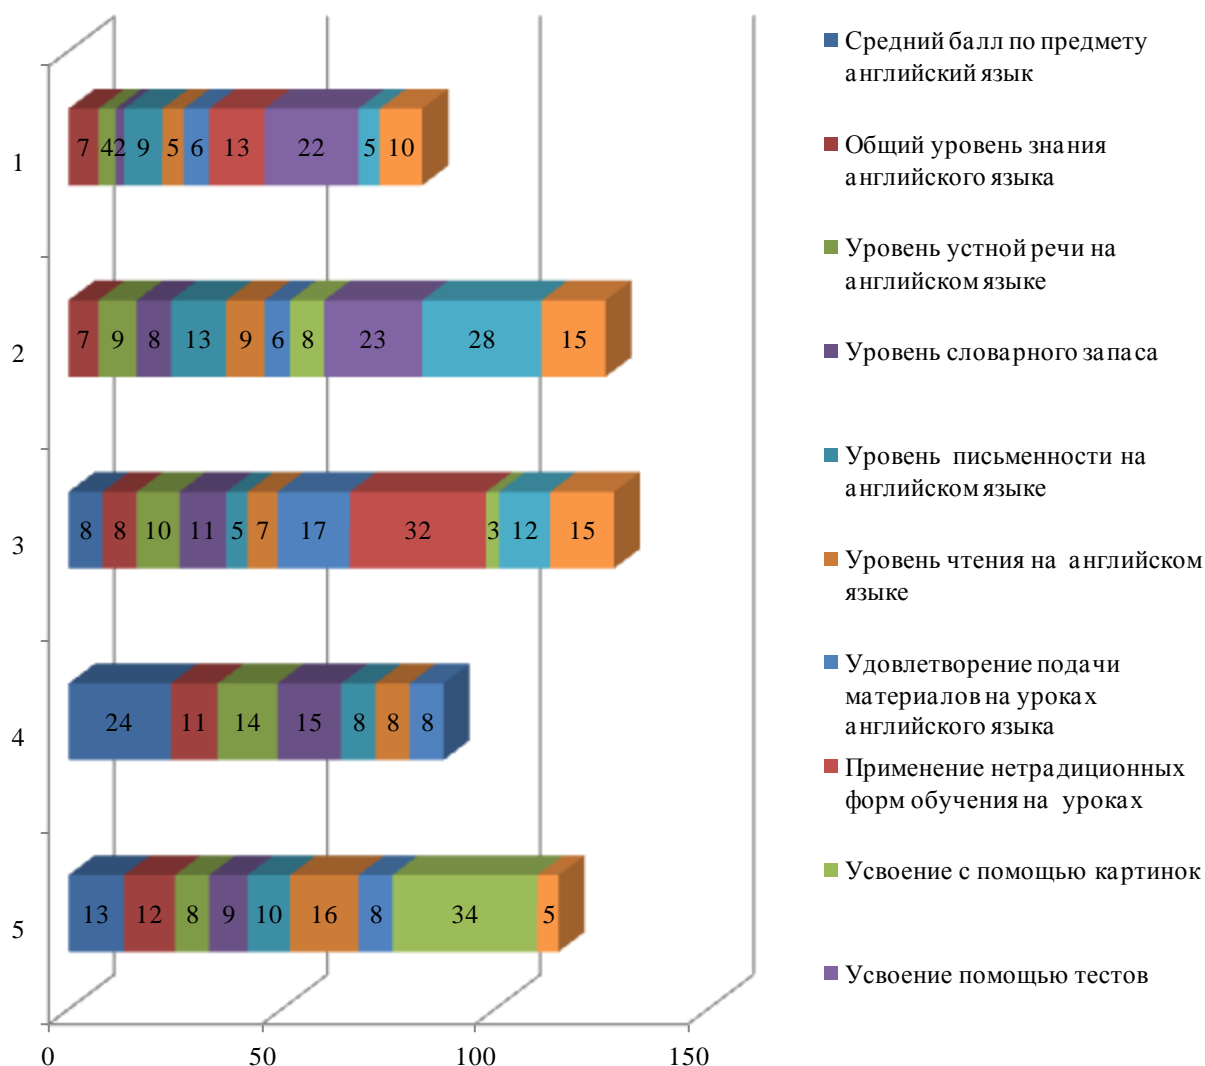 1
7 42 9 5 6 13 22 5 10
2
7 9 8 13 9 6 8 23 28 15
3
8 8 10 11 5 7 17 32 3 12 15
4
24 11 14 15 8 8 8
5
13 12 8 9 10 16 8 34 5
0 50 100 150
Средний балл по предмету
английский язык
Общий уровень знания
английского языка
Уровень устной речи на
английском языке
Уровень словарного запаса
Уровень письменности на
английском языке
Уровень чтения на английском
языке
Удовлетворение подачи
материалов на уроках
английского языка
Применение нетрадиционных
форм обучения на уроках
Усвоение с помощью картинок
Усвоение помощью тестов